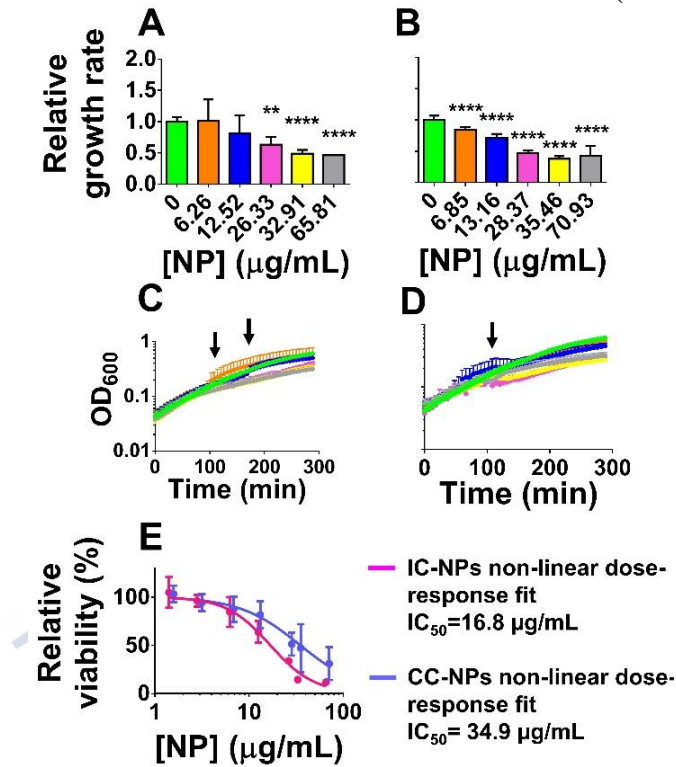 A
B
Relative growth rate
2.0
1.5
1.0
0.5
0.0
** **** ****
**** **** **** **** ****
0 6.26 12.52 26.33 32.91 65.81
0 6.85 13.16 28.37 35.46 70.93
[NP] (μg/mL)
[NP] (μg/mL)
C
D
OD600
1
0.1
0.01
0 100 200 300
0 100 200 300
Time (min)
Time (min)
E
Relative viability (%)
100
50
0
1 10 100
[NP] (μg/mL)
IC-NPs non-linear dose-
response fit
IC50=16.8 μg/mL
CC-NPs non-linear dose-
response fit
IC50= 34.9 μg/mL